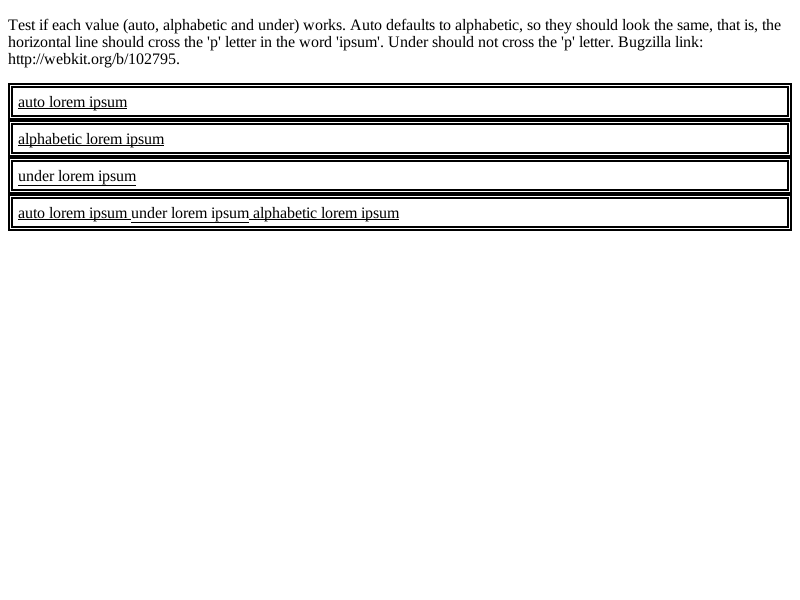 Test if each value (auto, alphabetic and under) works. Auto defaults to alphabetic, so they should look the same, that is, the
horizontal line should cross the 'p' letter in the word 'ipsum'. Under should not cross the 'p' letter. Bugzilla link:
http://webkit.org/b/102795.
auto lorem ipsum
alphabetic lorem ipsum
under lorem ipsum
auto lorem ipsum under lorem ipsum alphabetic lorem ipsum